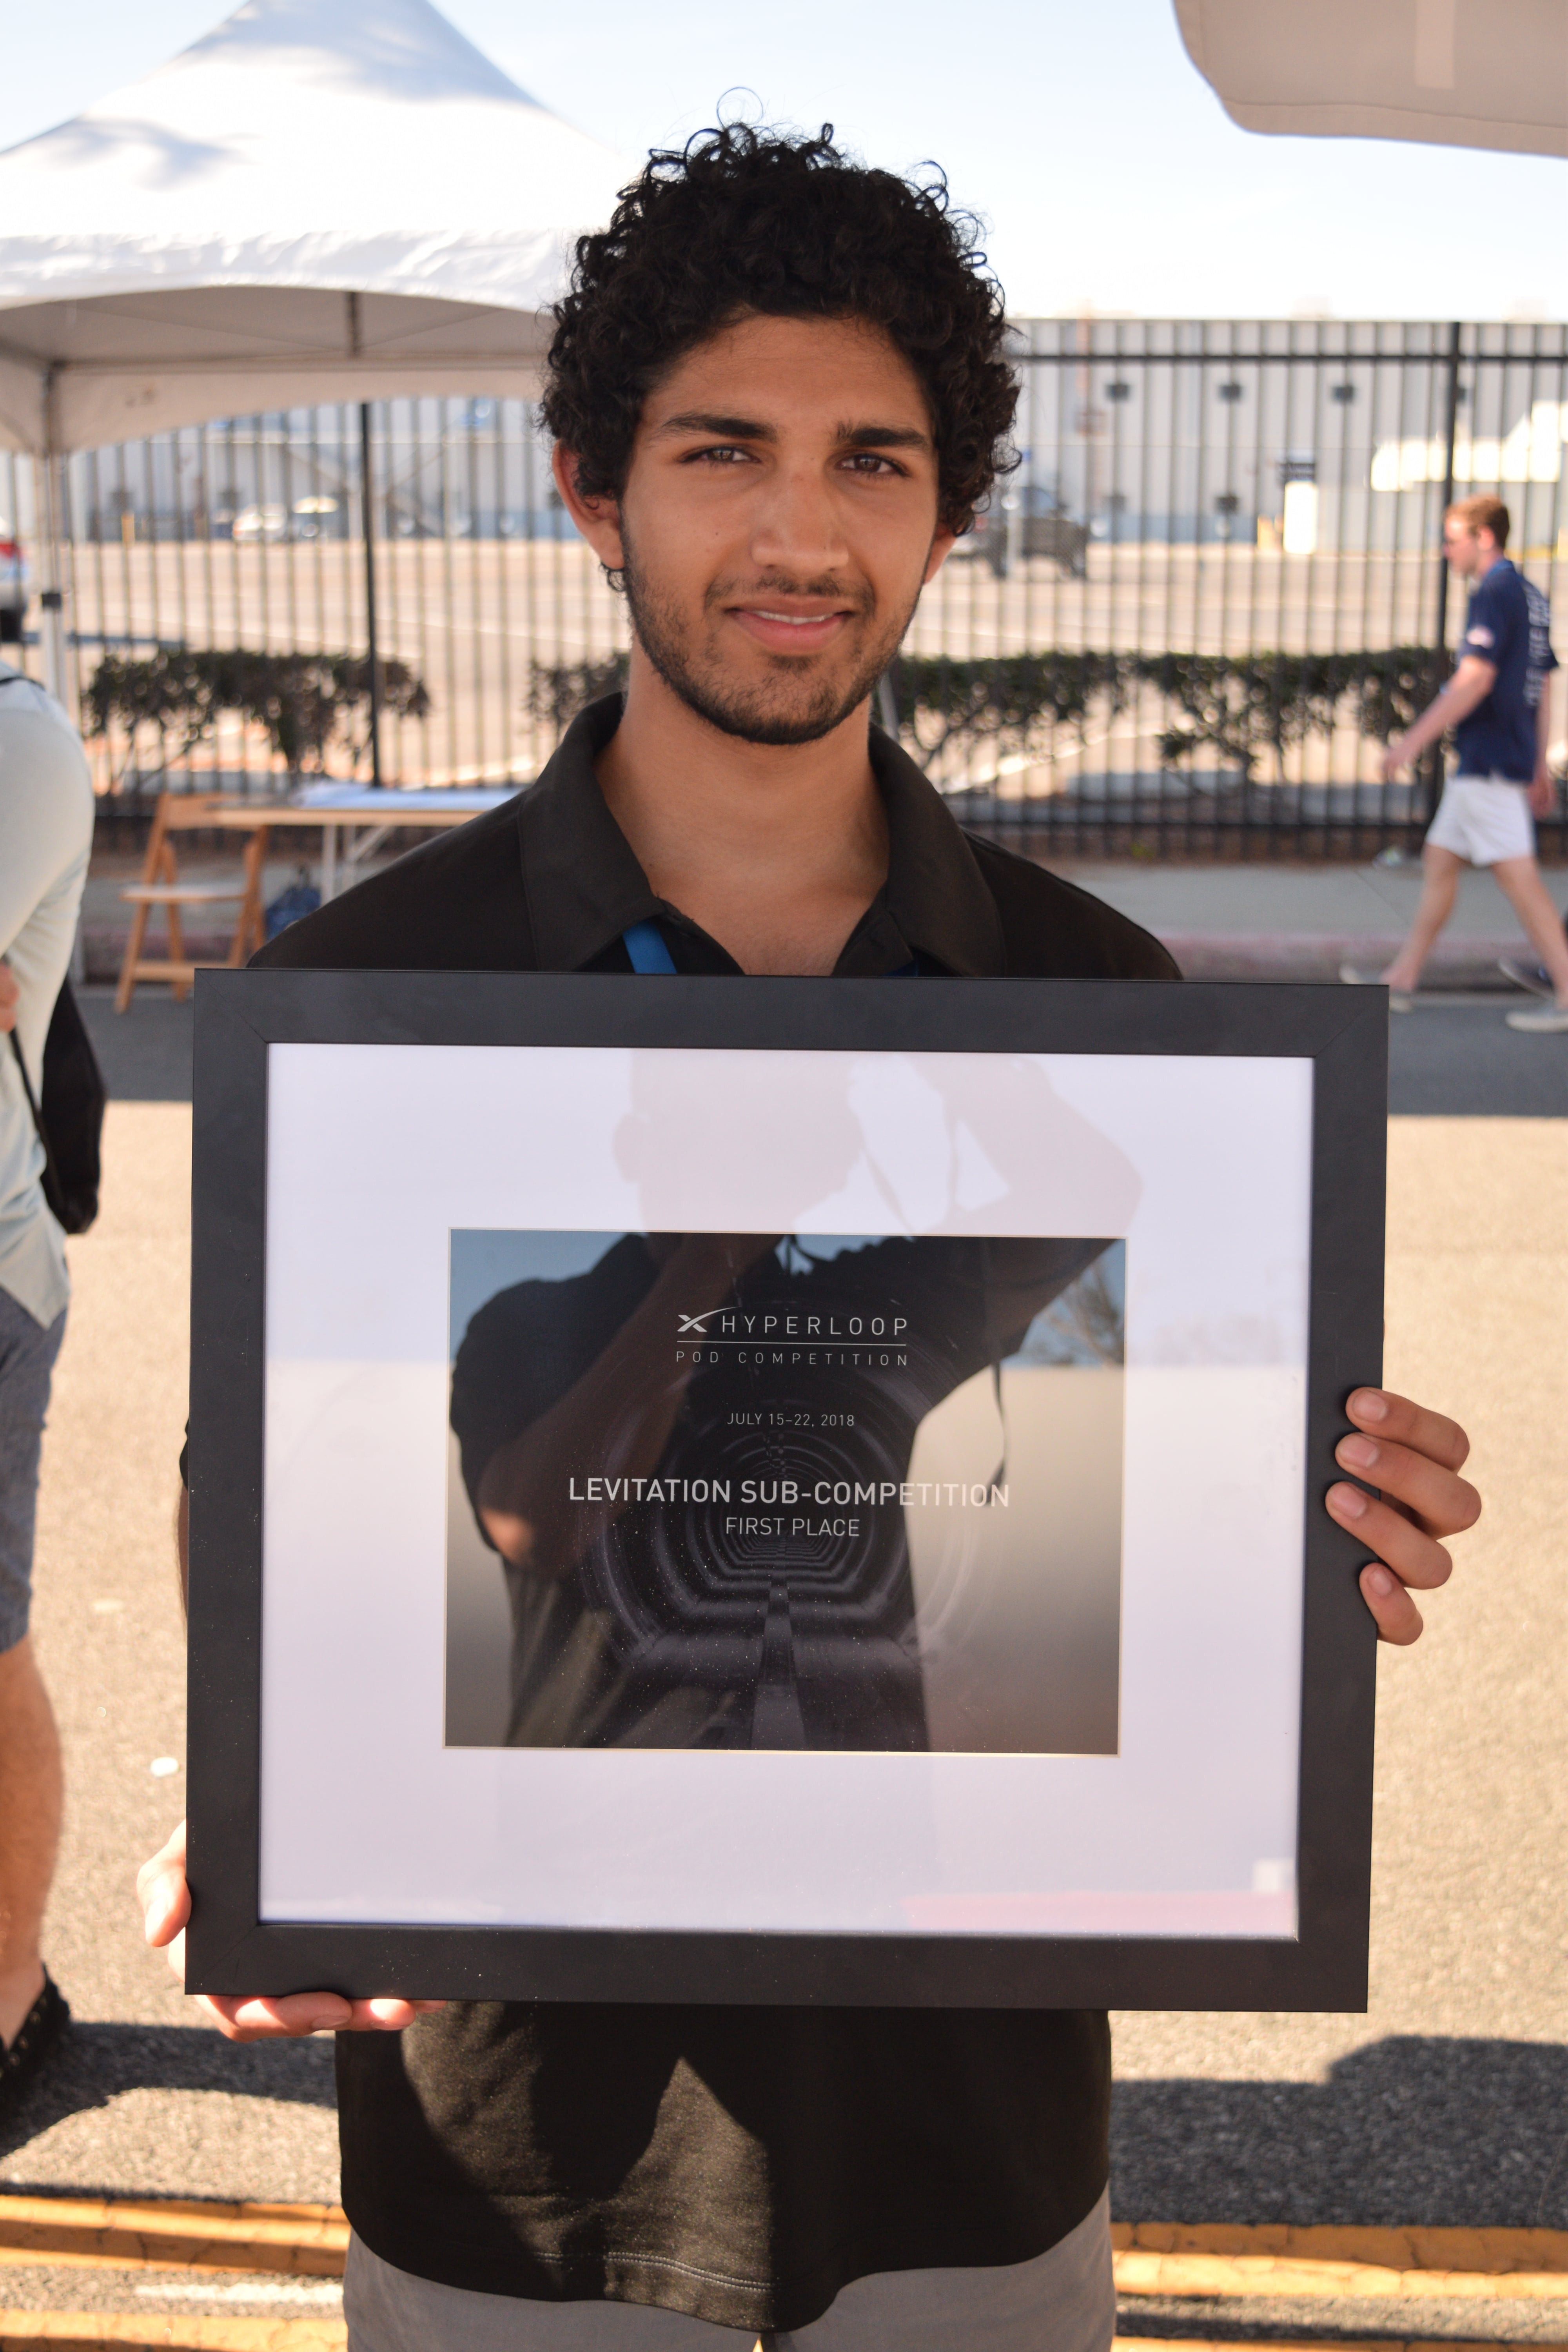 HYPERLOOP
POD COMPETITION
JULY 15–22, 2018
LEVITATION SUB-COMPETITION
FIRST PLACE